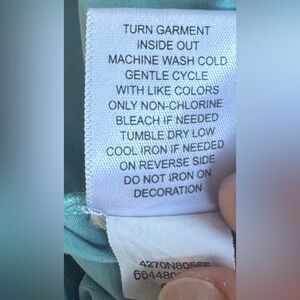 TURN GARMENT
INSIDE OUT
MACHINE WASH COLD
GENTLE CYCLE
WITH LIKE COLORS
ONLY NON-CHLORINE
BLEACH IF NEEDED
TUMBLE DRY LOW
COOL IRON IF NEEDED
ON REVERSE SIDE
DO NOT IRON ON
DECORATION